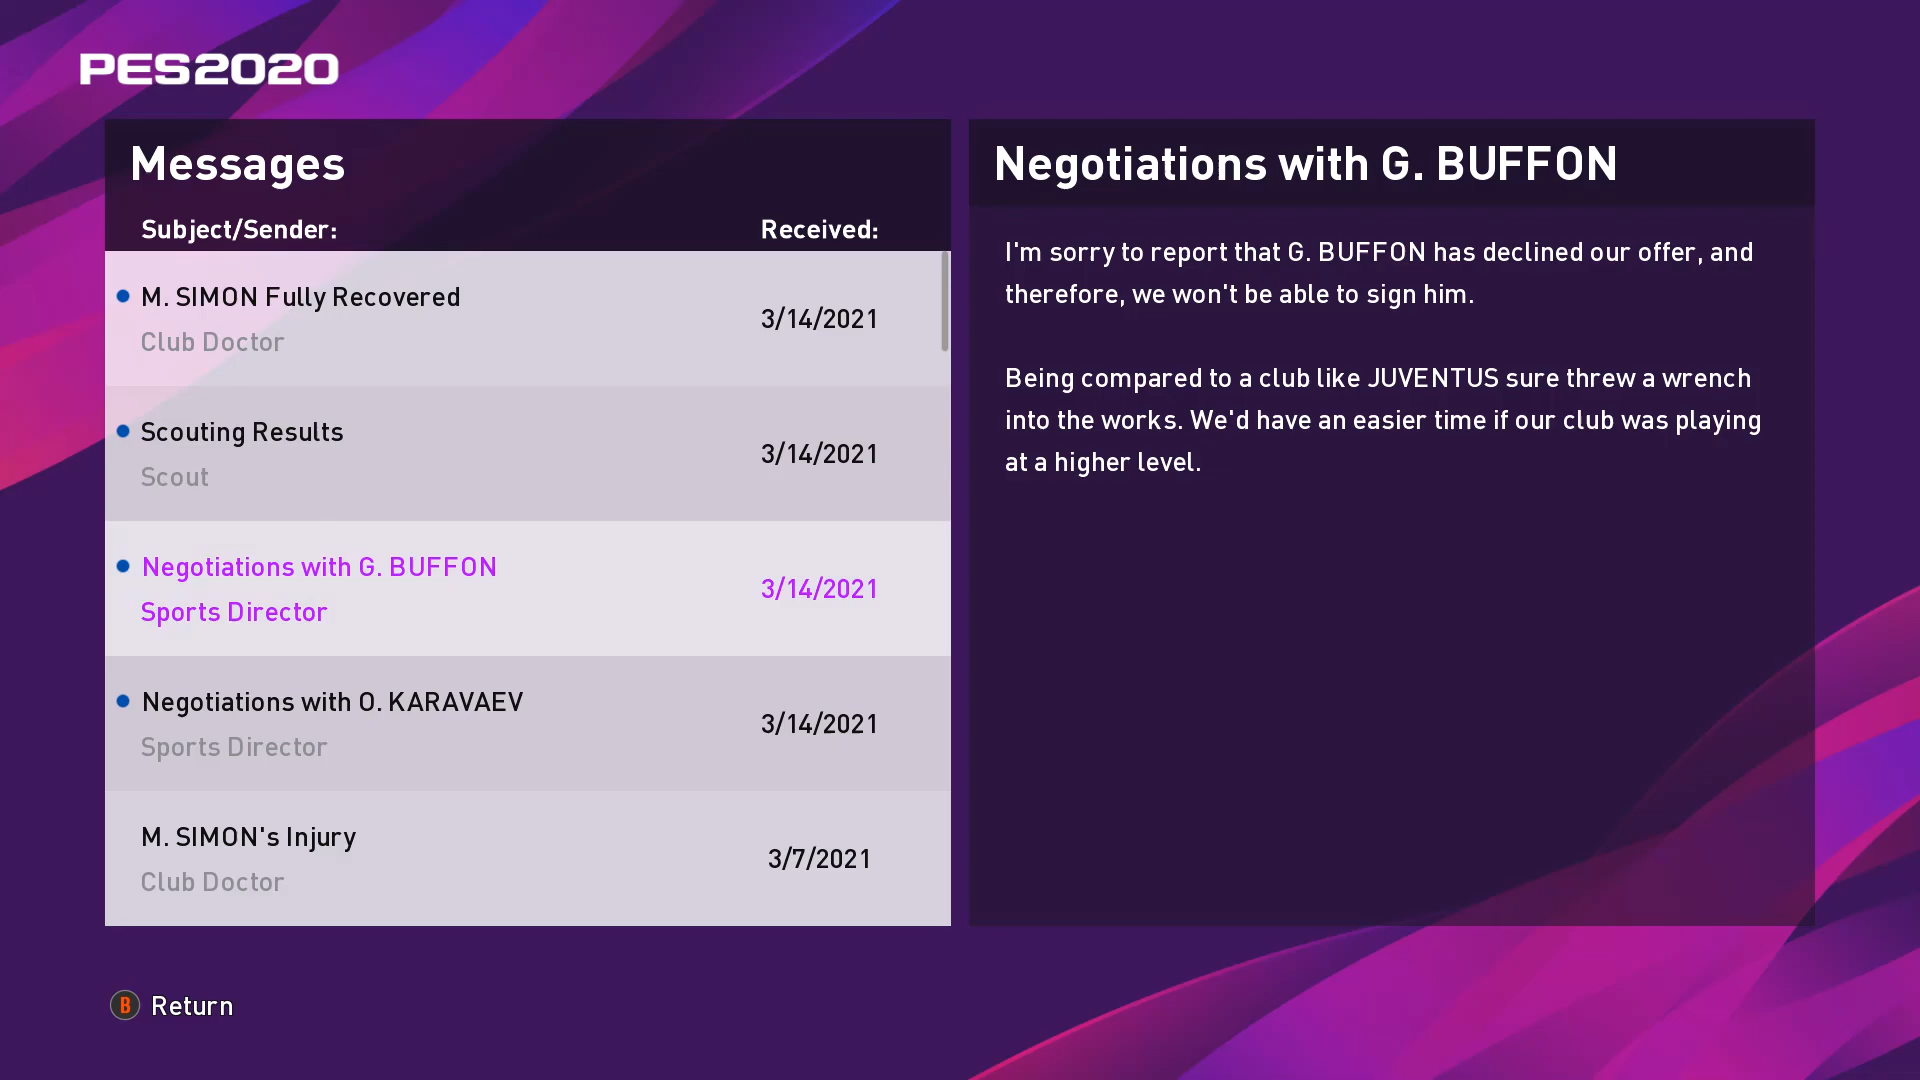 PES2020
Messages
Subject/Sender:
Received:
M. SIMON Fully Recovered
Club Doctor
3/14/2021
Scouting Results
Scout
3/14/2021
Negotiations with G. BUFFON
Sports Director
3/14/2021
Negotiations with O. KARAVAEV
Sports Director
3/14/2021
M. SIMON's Injury
Club Doctor
3/7/2021
Negotiations with G. BUFFON
I'm sorry to report that G. BUFFON has declined our offer, and
therefore, we won't be able to sign him.
Being compared to a club like JUVENTUS sure threw a wrench
into the works. We'd have an easier time if our club was playing
at a higher level.
B Return